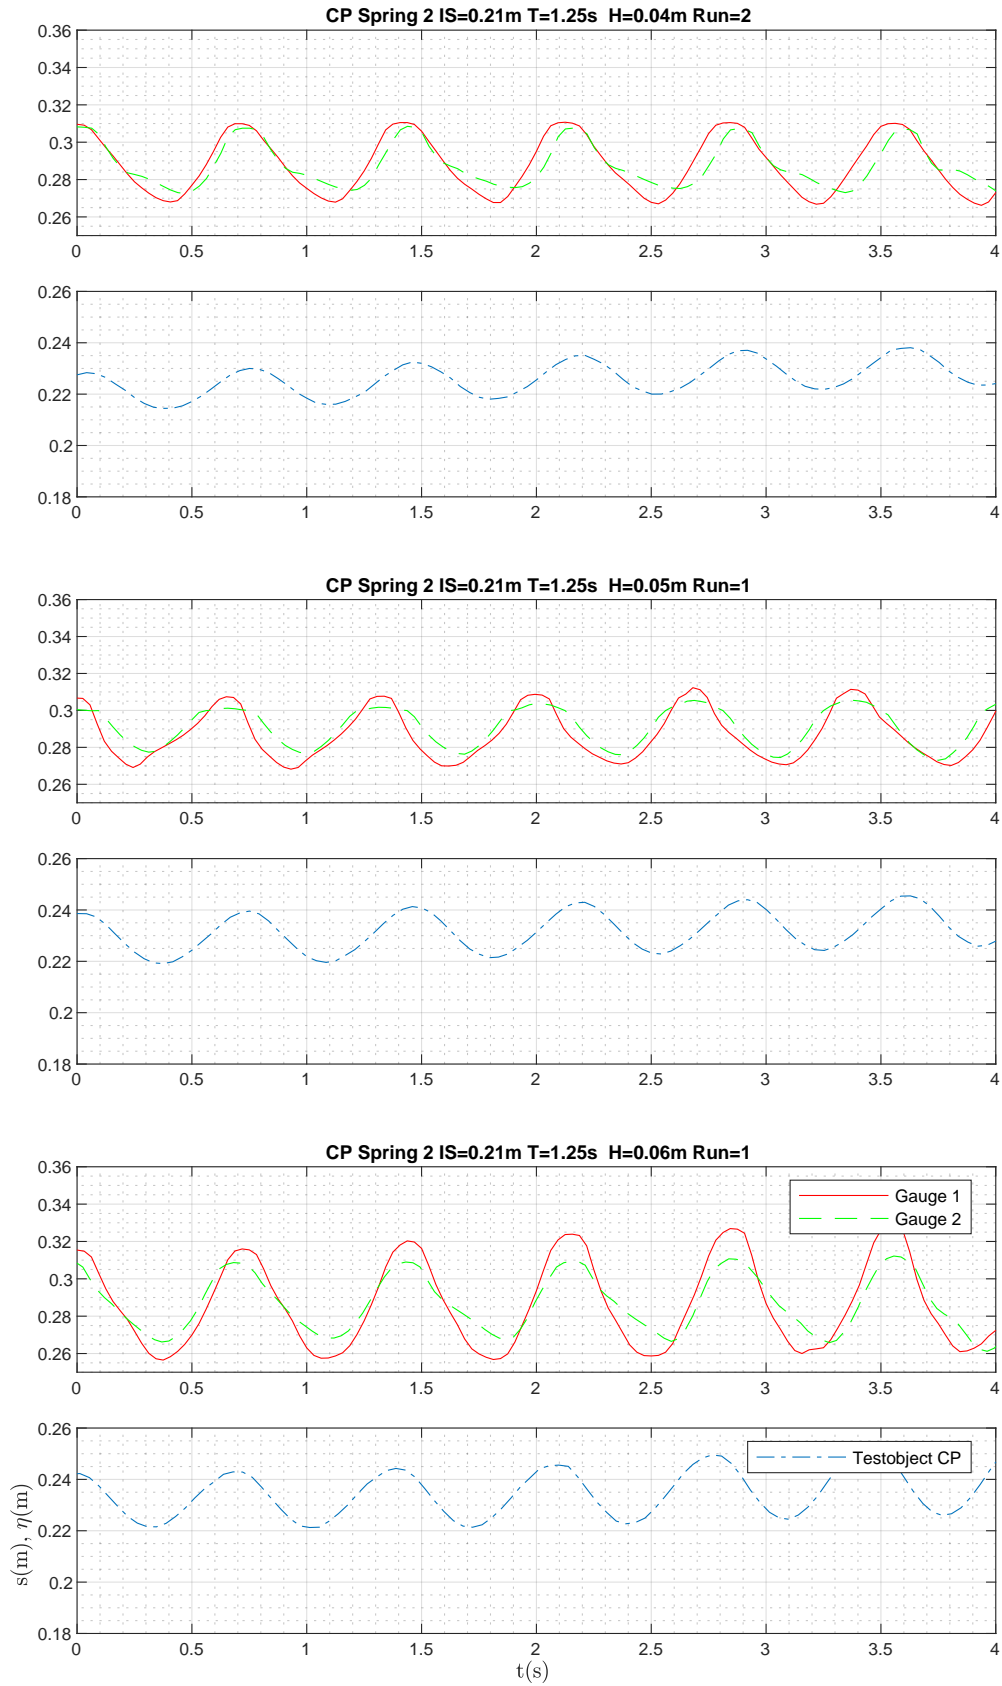 CP Spring 2 IS=0.21m T=1.25s H=0.04m Run=2
0.36
0.34
0.32
0.3
0.28
0.26
0 0.5 1 1.5 2 2.5 3 3.5 4
0.26
0.24
0.22
0.2
0.18
0 0.5 1 1.5 2 2.5 3 3.5 4
CP Spring 2 IS=0.21m T=1.25s H=0.05m Run=1
0.36
0.34
0.32
0.3
0.28
0.26
0 0.5 1 1.5 2 2.5 3 3.5 4
0.26
0.24
0.22
0.2
0.18
0 0.5 1 1.5 2 2.5 3 3.5 4
CP Spring 2 IS=0.21m T=1.25s H=0.06m Run=1
0.36
0.34
0.32
0.3
0.28
0.26
Gauge 1
Gauge 2
0 0.5 1 1.5 2 2.5 3 3.5 4
0.26
0.24
0.22
0.2
0.18
Testobject CP
s(m), η(m)
0 0.5 1 1.5 2 2.5 3 3.5 4
t(s)